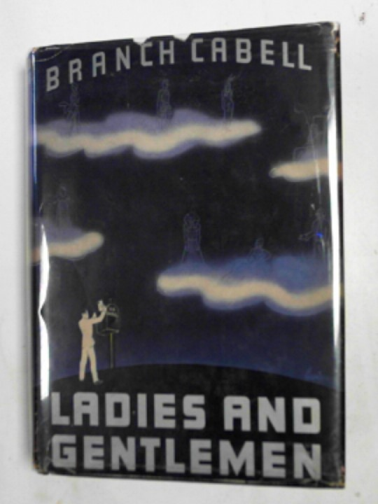 BRANCH CABELL
LADIES AND
GENTLEMEN